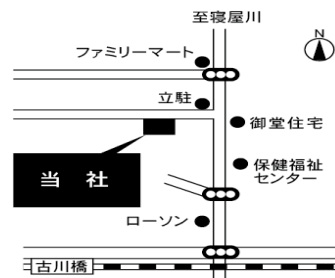 至寝屋川
N
ファミリーマート
立駐
御堂住宅
当社
保健福祉
センター
ローソン
古川橋